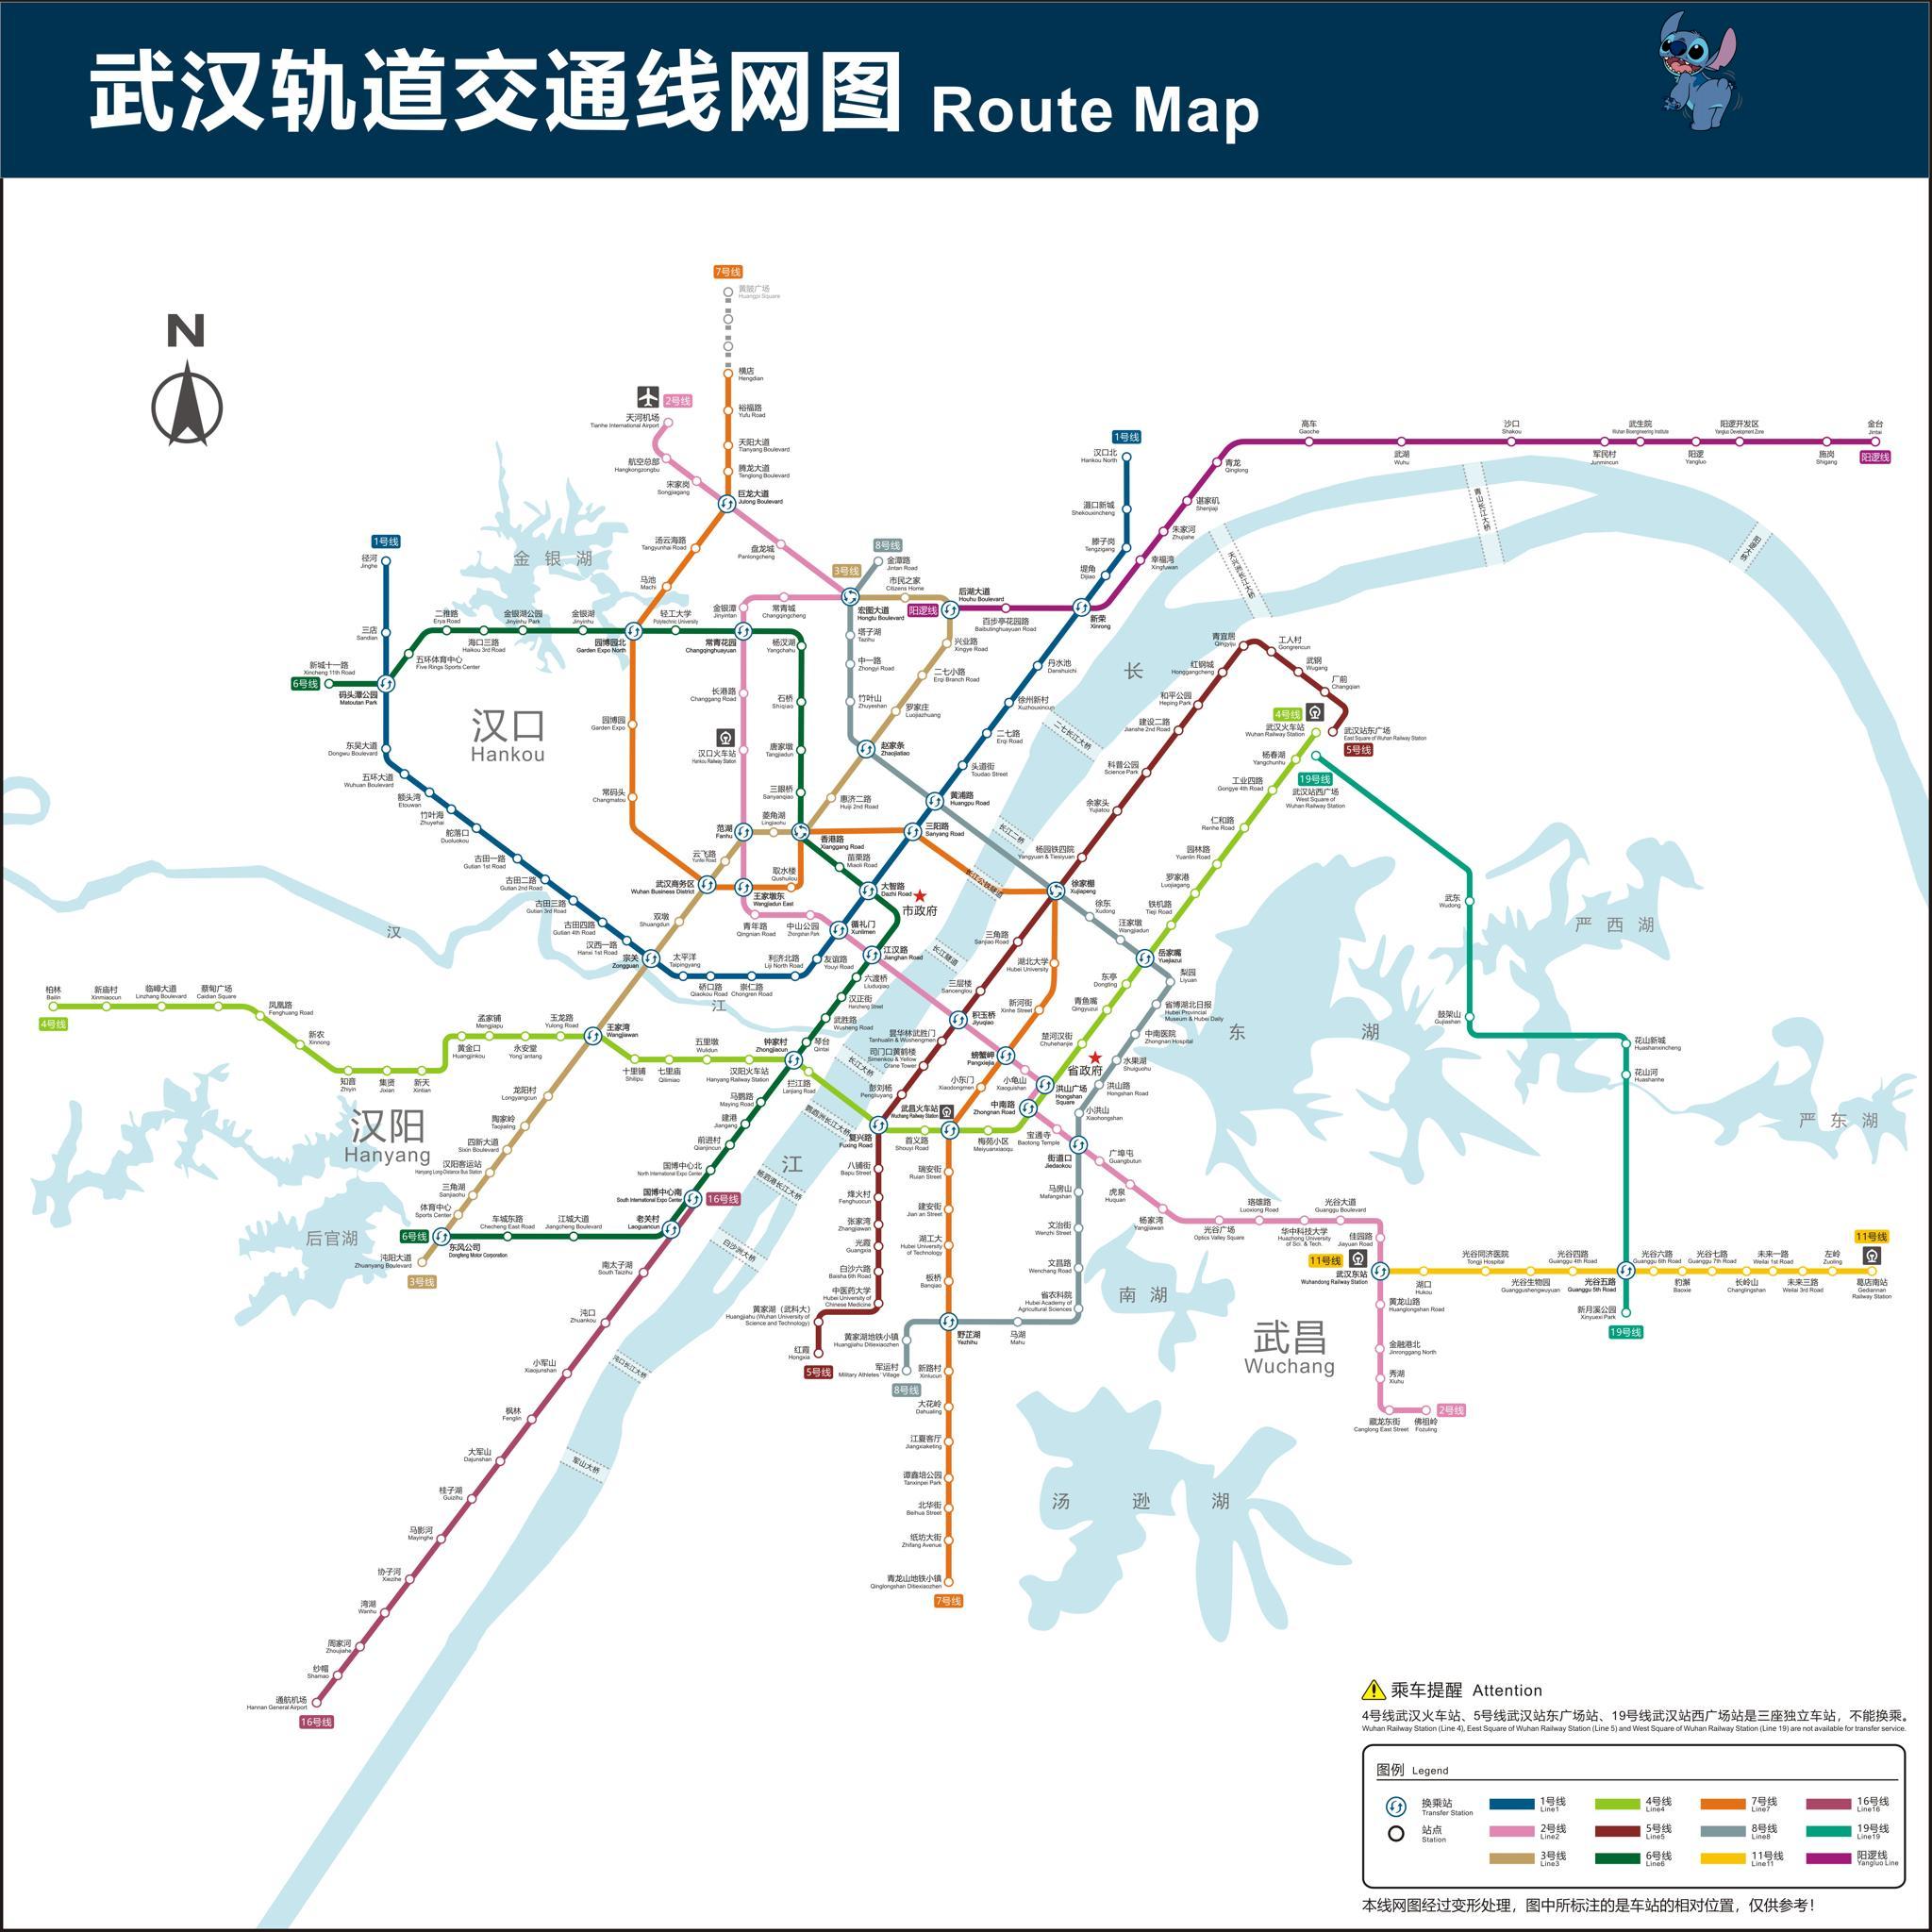 武汉轨道交通线网图 Route Map
N
7号线
黄陂广场
Huangpi Square
横店
Hengdian
裕福路
Yufu Road
天阳大道
Tianyang Boulevard
腾龙大道
Tenglong Boulevard
巨龙大道
Julong Boulevard
2号线
天河机场
Tianhe International Airport
航空总部
Hangkongzongbu
宋家岗
Songjiagang
盘龙城
Panlongcheng
汤云海路
Tangyunhai Road
马池
Machi
1号线
汉口北
Hankou North
滠口新城
Shekouxincheng
滕子岗
Tengzigang
堤角
Dijiao
新荣
Xinrong
高车
Gaoche
武湖
Wuhu
沙口
Shakou
军民村
Junmincun
武生院
Wuhan Bioengineering Institute
阳逻
Yangluo
阳逻开发区
Yangluo Development Zone
施岗
Shigang
金台
Jintai
阳逻线
青龙
Qinglong
谌家矶
Shenjiaji
朱家河
Zhujiahe
幸福湾
Xingfuwan
青山长江大桥
阳逻大桥
天兴洲长江大桥
1号线
径河
Jinghe
三店
Sandian
金银湖
二雅路
Erya Road
海口三路
Haikou 3rd Road
金银湖公园
Jinyinhu Park
金银湖
Jinyinhu
园博园北
Garden Expo North
轻工大学
Polytechnic University
常青花园
Changqinghuayuan
杨汊湖
Yangchahu
五环体育中心
Five Rings Sports Center
新城十一路
Xincheng 11th Road
6号线
码头潭公园
Matoutan Park
金银潭
Jinyintan
常青城
Changqingcheng
8号线
金潭路
Jintan Road
3号线
宏图大道
Hongtu Boulevard
市民之家
Citizens Home
阳逻线
后湖大道
Houhu Boulevard
百步亭花园路
Baibutinghuayuan Road
塔子湖
Tazihu
中一路
Zhongyi Road
竹叶山
Zhuyeshan
兴业路
Xingye Road
二七小路
Erqi Branch Road
罗家庄
Luojiazhuang
赵家条
Zhaojiatiao
丹水池
Danshuichi
徐州新村
Xuzhouxincun
二七路
Erqi Road
头道街
Toudao Street
黄浦路
Huangpu Road
三阳路
Sanyang Road
长
二七长江大桥
汉口
Hankou
东吴大道
Dongwu Boulevard
五环大道
Wuhuan Boulevard
额头湾
Etouwan
竹叶海
Zhuyehai
舵落口
Duoluokou
古田一路
Gutian 1st Road
古田二路
Gutian 2nd Road
古田三路
Gutian 3rd Road
古田四路
Gutian 4th Road
汉西一路
Hanxi 1st Road
宗关
Zongguan
太平洋
Taipingyang
硚口路
Qiaokou Road
崇仁路
Chongren Road
利济北路
Liji North Road
友谊路
Youyi Road
循礼门
Xunlimen
大智路
Dazhi Road
园博园
Garden Expo
常码头
Changmatou
武汉商务区
Wuhan Business District
长港路
Changgang Road
汉口火车站
Hankou Railway Station
范湖
Fanhu
菱角湖
Lingjiaohu
云飞路
Yunfei Road
王家墩东
Wangjiadun East
取水楼
Qushuilou
青年路
Qingnian Road
中山公园
Zhongshan Park
石桥
Shiqiao
唐家墩
Tangjiadun
三眼桥
Sanyanqiao
香港路
Xianggang Road
惠济二路
Huiji 2nd Road
苗栗路
Miaoli Road
市政府
双墩
Shuangdun
江汉路
Jianghan Road
六渡桥
Liuduqiao
汉正街
Hanzheng Street
武胜路
Wusheng Road
琴台
Qintai
钟家村
Zhongjiacun
汉
江
青宜居
Qingyiju
工人村
Gongrencun
武钢
Wugang
厂前
Changqian
武汉站东广场
East Square of Wuhan Railway Station
5号线
红钢城
Honggangcheng
和平公园
Heping Park
建设二路
Jianshe 2nd Road
科普公园
Science Park
余家头
Yujiatou
杨园铁四院
Yangyuan & Tiesiyuan
徐家棚
Xujiapeng
4号线
武汉火车站
Wuhan Railway Station
19号线
武汉站西广场
West Square of
Wuhan Railway Station
杨春湖
Yangchunhu
工业四路
Gongye 4th Road
仁和路
Renhe Road
园林路
Yuanlin Road
罗家港
Luojiagang
铁机路
Tieji Road
岳家嘴
Yuejiazui
徐东
Xudong
汪家墩
Wangjiadun
长江二桥
长江公铁隧道
长江隧道
三角路
Sanjiao Road
三层楼
Sancenglou
积玉桥
Jiyuqiao
昙华林武胜门
Tanhualin & Wushengmen
司门口黄鹤楼
Simenkou & Yellow
Crane Tower
彭刘杨
Pengliuyang
复兴路
Fuxing Road
湖北大学
Hubei University
新河街
Xinhe Street
螃蟹岬
Pangxiejia
小东门
Xiaodongmen
武昌火车站
Wuchang Railway Station
小龟山
Xiaoguishan
洪山广场
Hongshan
Square
中南路
Zhongnan Road
东亭
Dongting
青鱼嘴
Qingyuzui
楚河汉街
Chuhehanjie
梨园
Liyuan
省博湖北日报
Hubei Provincial
Museum & Hubei Daily
中南医院
Zhongnan Hospital
水果湖
Shuiguohu
洪山路
Hongshan Road
小洪山
Xiaohongshan
省政府
东 湖
武东
Wudong
鼓架山
Gujiashan
花山新城
Huashanxincheng
花山河
Huashanhe
严西湖
严东湖
4号线
柏林
Bailin
新庙村
Xinmiaocun
临嶂大道
Linzhang Boulevard
蔡甸广场
Caidian Square
凤凰路
Fenghuang Road
新农
Xinnong
知音
Zhiyin
集贤
Jixian
新天
Xintian
黄金口
Huangjinkou
孟家铺
Mengjiapu
永安堂
Yong'antang
玉龙路
Yulong Road
王家湾
Wangjiawan
十里铺
Shilipu
七里庙
Qilimiao
五里墩
Wulidun
汉阳火车站
Hanyang Railway Station
拦江路
Lanjiang Road
长江大桥
鹦鹉洲长江大桥
首义路
Shouyi Road
梅苑小区
Meiyuanxiaoqu
宝通寺
Baotong Temple
街道口
Jiedaokou
广埠屯
Guangbutun
虎泉
Huquan
杨家湾
Yangjiawan
光谷广场
Optics Valley Square
珞雄路
Luoxiong Road
华中科技大学
Huazhong University
of Sci. & Tech.
光谷大道
Guanggu Boulevard
佳园路
Jiayuan Road
汉阳
Hanyang
龙阳村
Longyangcun
陶家岭
Taojialing
四新大道
Sixin Boulevard
汉阳客运站
Hanyang Long-Distance Bus Station
三角湖
Sanjiaohu
体育中心
Sports Center
东风公司
Dongfeng Motor Corporation
沌阳大道
Zhuanyang Boulevard
3号线
6号线
后官湖
车城东路
Checheng East Road
江城大道
Jiangcheng Boulevard
老关村
Laoguancun
国博中心南
South International Expo Center
16号线
国博中心北
North International Expo Center
前进村
Qianjincun
建港
Jiangang
马鹦路
Maying Road
杨泗港长江大桥
白沙洲大桥
江
八铺街
Bapu Street
烽火村
Fenghuocun
张家湾
Zhangjiawan
光霞
Guangxia
白沙六路
Baisha 6th Road
中医药大学
Hubei University of
Chinese Medicine
黄家湖（武科大）
Huangjiahu (Wuhan University of
Science and Technology)
红霞
Hongxia
5号线
瑞安街
Ruian Street
建安街
Jian an Street
湖工大
Hubei University
of Technology
板桥
Banqiao
野芷湖
Yezhihu
黄家湖地铁小镇
Huangjiahu Ditiexiaozhen
军运村
Military Athletes' Village
8号线
新路村
Xinlucun
大花岭
Dahualing
江夏客厅
Jiangxiaketing
谭鑫培公园
Tanxinpei Park
北华街
Beihua Street
纸坊大街
Zhifang Avenue
青龙山地铁小镇
Qinglongshan Ditiexiaozhen
7号线
马房山
Mafangshan
文治街
Wenzhi Street
文昌路
Wenchang Road
省农科院
Hubei Academy of
Agricultural Sciences
马湖
Mahu
南湖
武昌
Wuchang
汤 逊 湖
11号线
武汉东站
Wuhandong Railway Station
湖口
Hukou
光谷同济医院
Tongji Hospital
光谷生物园
Guanggushengwuyuan
光谷四路
Guanggu 4th Road
光谷五路
Guanggu 5th Road
光谷六路
Guanggu 6th Road
豹澥
Baoxie
光谷七路
Guanggu 7th Road
长岭山
Changlingshan
未来一路
Weilai 1st Road
未来三路
Weilai 3rd Road
左岭
Zuoling
葛店南站
Gediannan
Railway Station
11号线
新月溪公园
Xinyuexi Park
19号线
黄龙山路
Huanglongshan Road
金融港北
Jinronggang North
秀湖
Xiuhu
藏龙东街
Canglong East Street
佛祖岭
Fozuling
2号线
南太子湖
South Taizihu
沌口
Zhuankou
小军山
Xiaojunshan
枫林
Fenglin
大军山
Dajunshan
桂子湖
Guizihu
马影河
Mayinghe
协子河
Xiezihe
湾湖
Wanhu
周家河
Zhoujiahe
纱帽
Shamao
通航机场
Hannan General Airport
16号线
沌口长江大桥
军山大桥
乘车提醒 Attention
4号线武汉火车站、5号线武汉站东广场站、19号线武汉站西广场站是三座独立车站，不能换乘。
Wuhan Railway Station (Line 4), East Square of Wuhan Railway Station (Line 5) and West Square of Wuhan Railway Station (Line 19) are not available for transfer service.
图例 Legend
换乘站
Transfer Station
站点
Station
1号线
Line1
2号线
Line2
3号线
Line3
4号线
Line4
5号线
Line5
6号线
Line6
7号线
Line7
8号线
Line8
11号线
Line11
16号线
Line16
19号线
Line19
阳逻线
Yangluo Line
本线网图经过变形处理，图中所标注的是车站的相对位置，仅供参考！